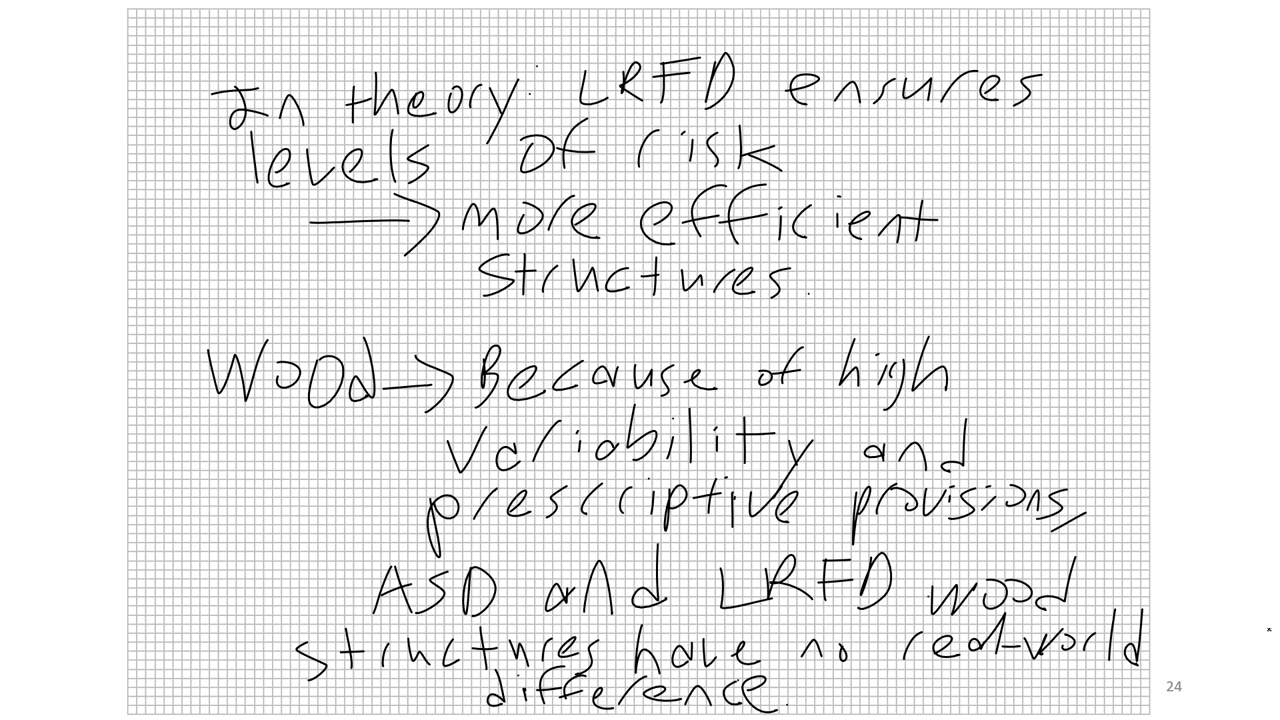 In theory LRFD ensures
levels of risk
→ more efficient
structures.
Wood → Because of high
variability and
prescriptive provisions,
ASD and LRFD wood
structures have no real-world
difference.
24